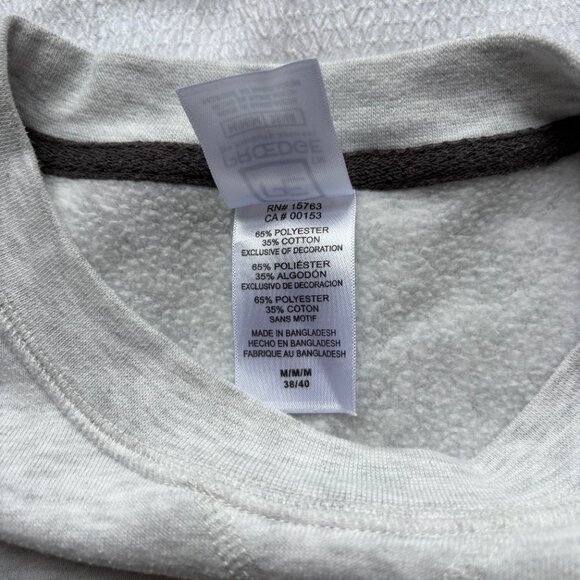 PROEDGE
RN# 15763
CA # 00153
65% POLYESTER
35% COTTON
EXCLUSIVE OF DECORATION
65% POLIÉSTER
35% ALGODÓN
EXCLUSIVO DE DECORACION
65% POLYESTER
35% COTON
SANS MOTIF
MADE IN BANGLADESH
HECHO EN BANGLADESH
FABRIQUE AU BANGLADESH
M/M/M
38/40